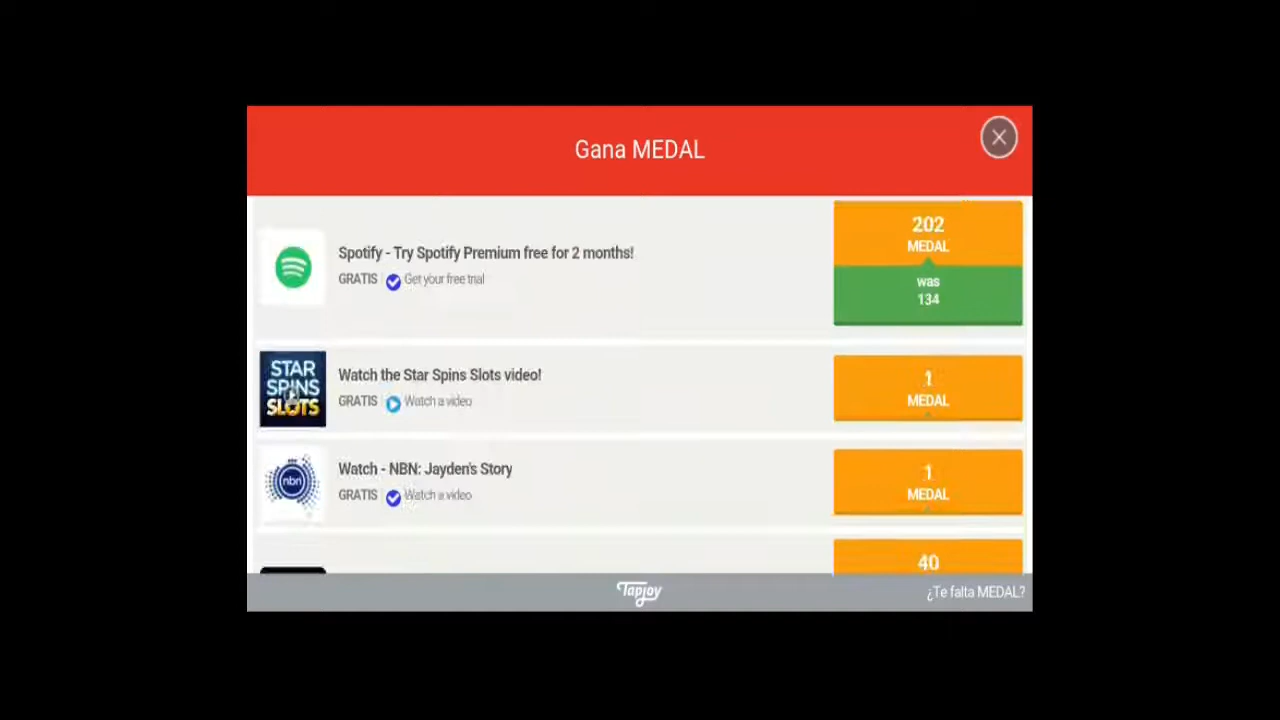 Gana MEDAL
202
MEDAL
Spotify - Try Spotify Premium free for 2 months!
GRATIS Get your free trial
was
134
STAR
SPINS
SLOTS
Watch the Star Spins Slots video!
GRATIS Watch a video
1
MEDAL
nbn
Watch - NBN: Jayden's Story
GRATIS Watch a video
1
MEDAL
40
Tapjoy
¿Te falta MEDAL?